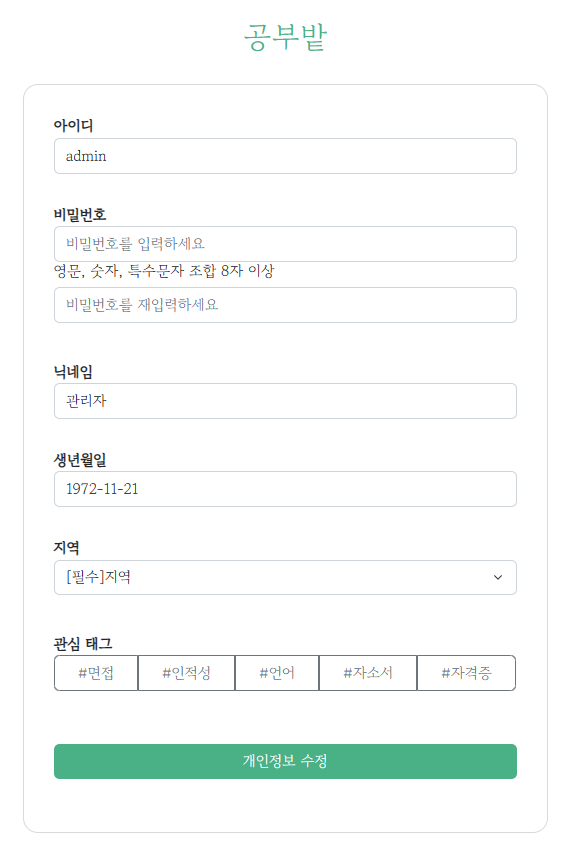 공부밭
아이디
admin
비밀번호
비밀번호를 입력하세요
영문, 숫자, 특수문자 조합 8자 이상
비밀번호를 재입력하세요
닉네임
관리자
생년월일
1972-11-21
지역
[필수]지역
관심 태그
#면접 #인적성 #언어 #자소서 #자격증
개인정보 수정